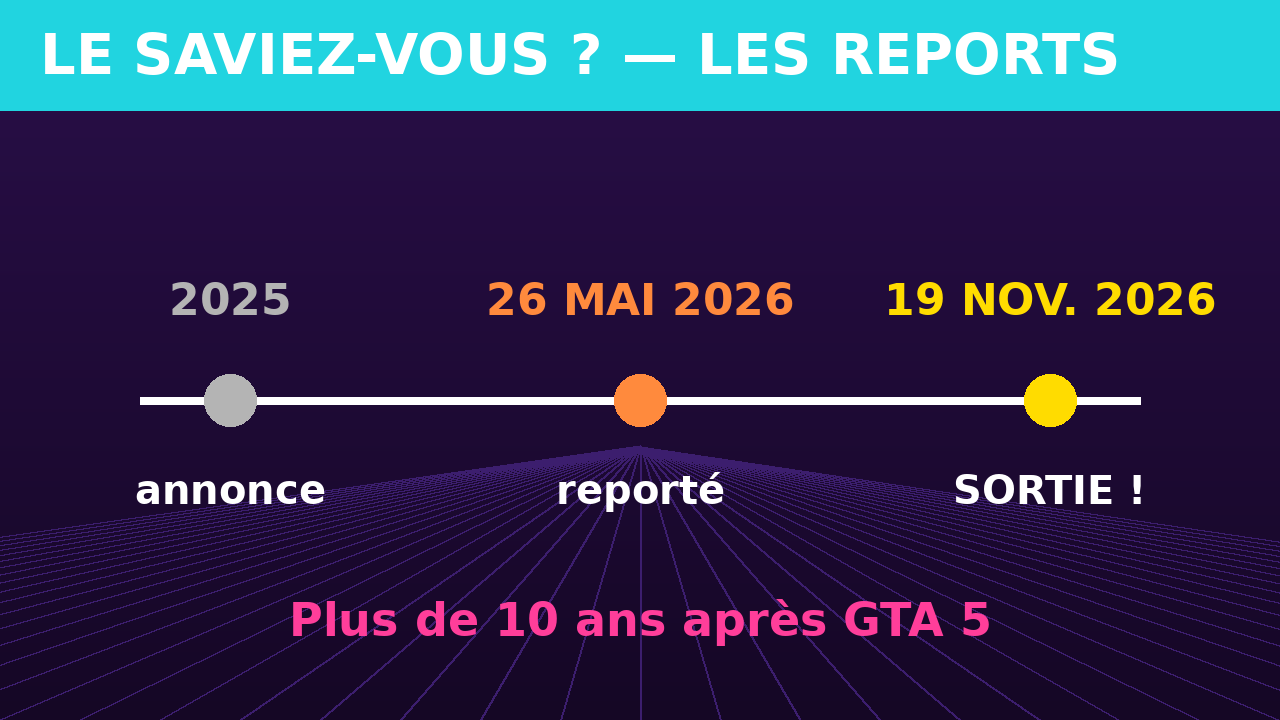 LE SAVIEZ-VOUS ? — LES REPORTS
2025 26 MAI 2026 19 NOV. 2026
annonce reporté SORTIE !
Plus de 10 ans après GTA 5